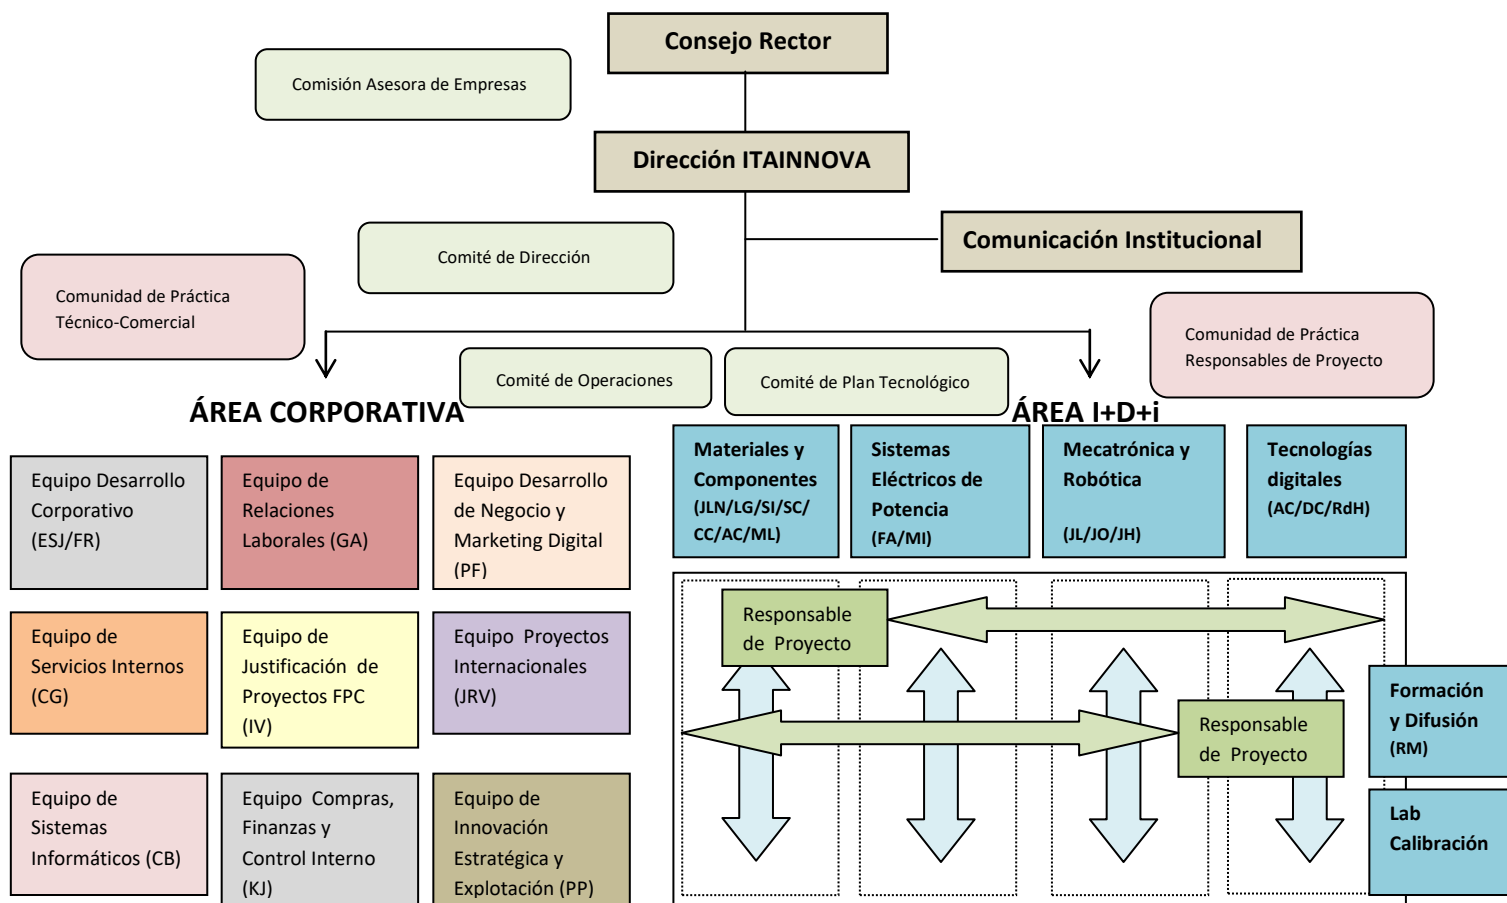 Consejo Rector
Comisión Asesora de Empresas
Dirección ITAINNOVA
Comunicación Institucional
Comité de Dirección
Comunidad de Práctica
Técnico-Comercial
Comunidad de Práctica
Responsables de Proyecto
Comité de Operaciones
Comité de Plan Tecnológico
ÁREA CORPORATIVA
ÁREA I+D+i
Equipo Desarrollo
Corporativo
(ESJ/FR)
Equipo de
Relaciones
Laborales (GA)
Equipo Desarrollo
de Negocio y
Marketing Digital
(PF)
Equipo de
Servicios Internos
(CG)
Equipo de
Justificación de
Proyectos FPC
(IV)
Equipo Proyectos
Internacionales
(JRV)
Equipo de
Sistemas
Informáticos (CB)
Equipo Compras,
Finanzas y
Control Interno
(KJ)
Equipo de
Innovación
Estratégica y
Explotación (PP)
Materiales y
Componentes
(JLN/LG/SI/SC/
CC/AC/ML)
Sistemas
Eléctricos de
Potencia
(FA/MI)
Mecatrónica y
Robótica
(JL/JO/JH)
Tecnologías
digitales
(AC/DC/RdH)
Responsable
de Proyecto
Responsable
de Proyecto
Formación
y Difusión
(RM)
Lab
Calibración